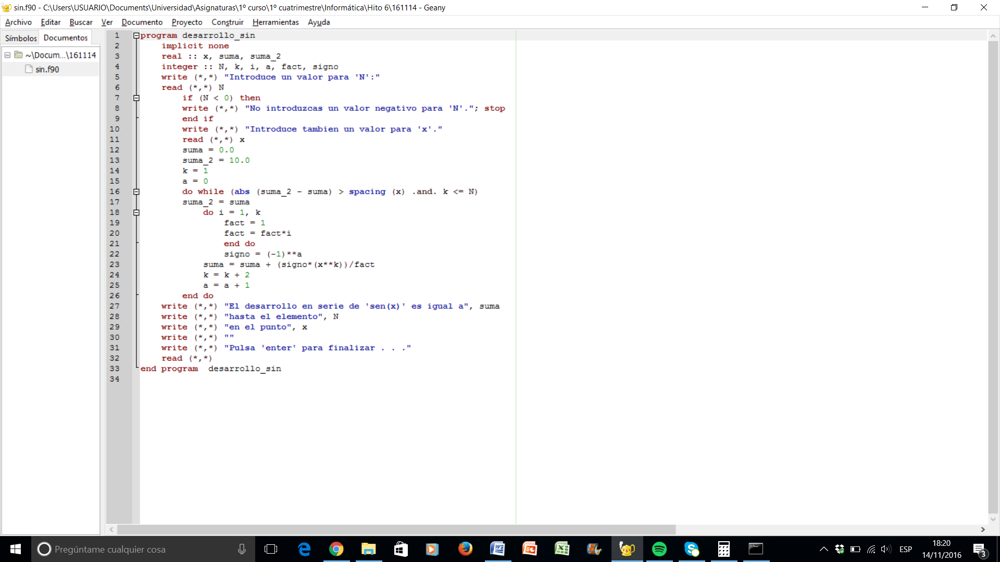 sin.f90 - C:\Users\USUARIO\Documents\Universidad\Asignaturas\1º curso\1º cuatrimestre\Informática\Hito 6\161114 - Geany
Archivo Editar Buscar Ver Documento Proyecto Construir Herramientas Ayuda
Símbolos Documentos
~\Docum...\161114
sin.f90
1 program desarrollo_sin
2     implicit none
3     real :: x, suma, suma_2
4     integer :: N, k, i, a, fact, signo
5     write (*,*) "Introduce un valor para 'N':"
6     read (*,*) N
7         if (N < 0) then
8         write (*,*) "No introduzcas un valor negativo para 'N'."; stop
9         end if
10         write (*,*) "Introduce tambien un valor para 'x'."
11         read (*,*) x
12         suma = 0.0
13         suma_2 = 10.0
14         k = 1
15         a = 0
16         do while (abs (suma_2 - suma) > spacing (x) .and. k <= N)
17         suma_2 = suma
18             do i = 1, k
19                 fact = 1
20                 fact = fact*i
21                 end do
22                 signo = (-1)**a
23             suma = suma + (signo*(x**k))/fact
24             k = k + 2
25             a = a + 1
26         end do
27     write (*,*) "El desarrollo en serie de 'sen(x)' es igual a", suma
28     write (*,*) "hasta el elemento", N
29     write (*,*) "en el punto", x
30     write (*,*) ""
31     write (*,*) "Pulsa 'enter' para finalizar . . ."
32     read (*,*)
33 end program  desarrollo_sin
34
Pregúntame cualquier cosa
ESP
18:20
14/11/2016
3